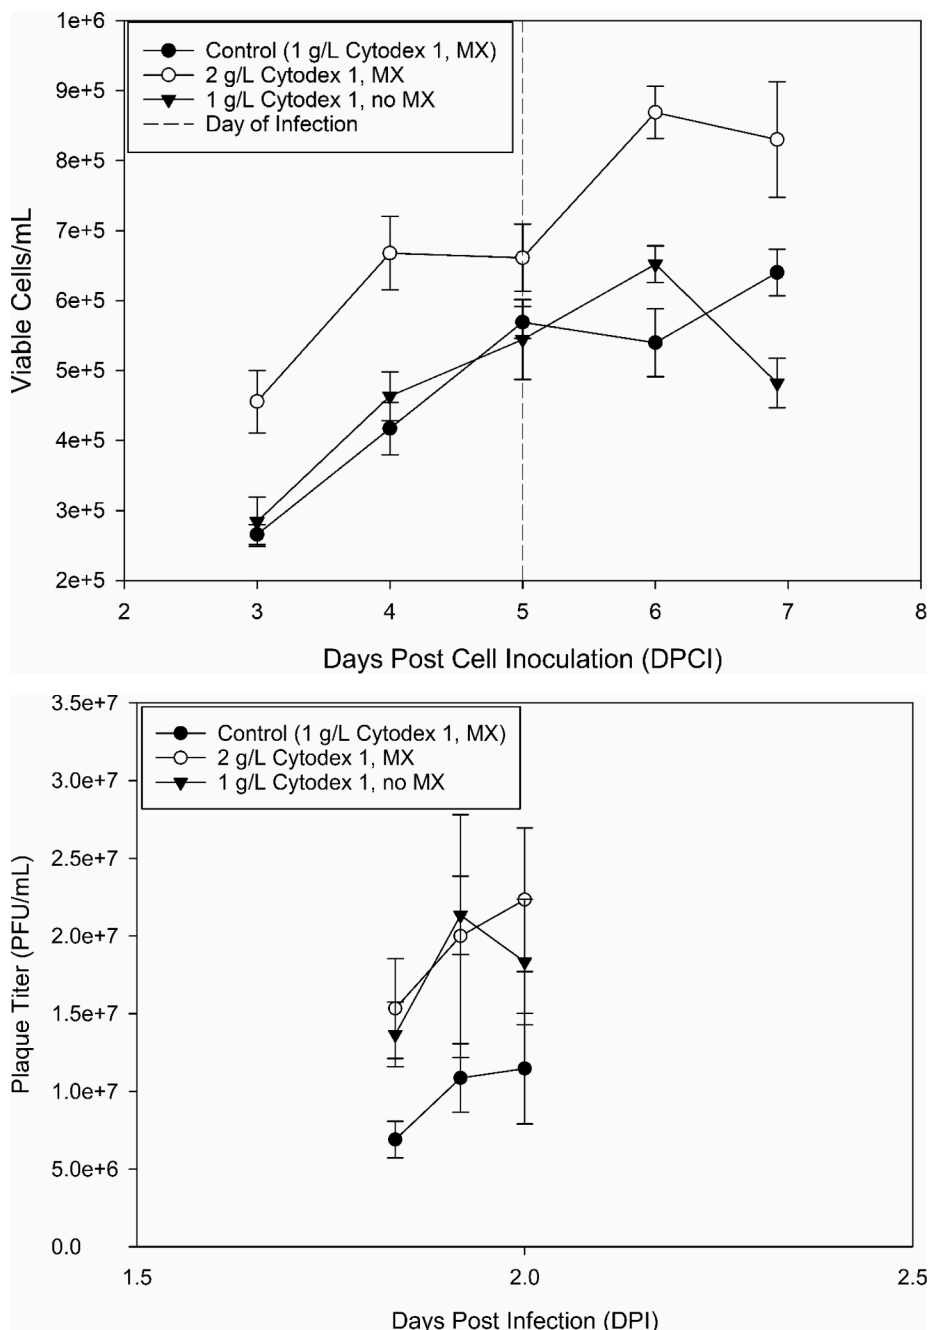 1e+6
9e+5
8e+5
7e+5
6e+5
5e+5
4e+5
3e+5
2e+5
Viable Cells/mL
Control (1 g/L Cytodex 1, MX)
2 g/L Cytodex 1, MX
1 g/L Cytodex 1, no MX
Day of Infection
2 3 4 5 6 7 8
Days Post Cell Inoculation (DPCI)
3.5e+7
3.0e+7
2.5e+7
2.0e+7
1.5e+7
1.0e+7
5.0e+6
0.0
Plaque Titer (PFU/mL)
Control (1 g/L Cytodex 1, MX)
2 g/L Cytodex 1, MX
1 g/L Cytodex 1, no MX
1.5 2.0 2.5
Days Post Infection (DPI)